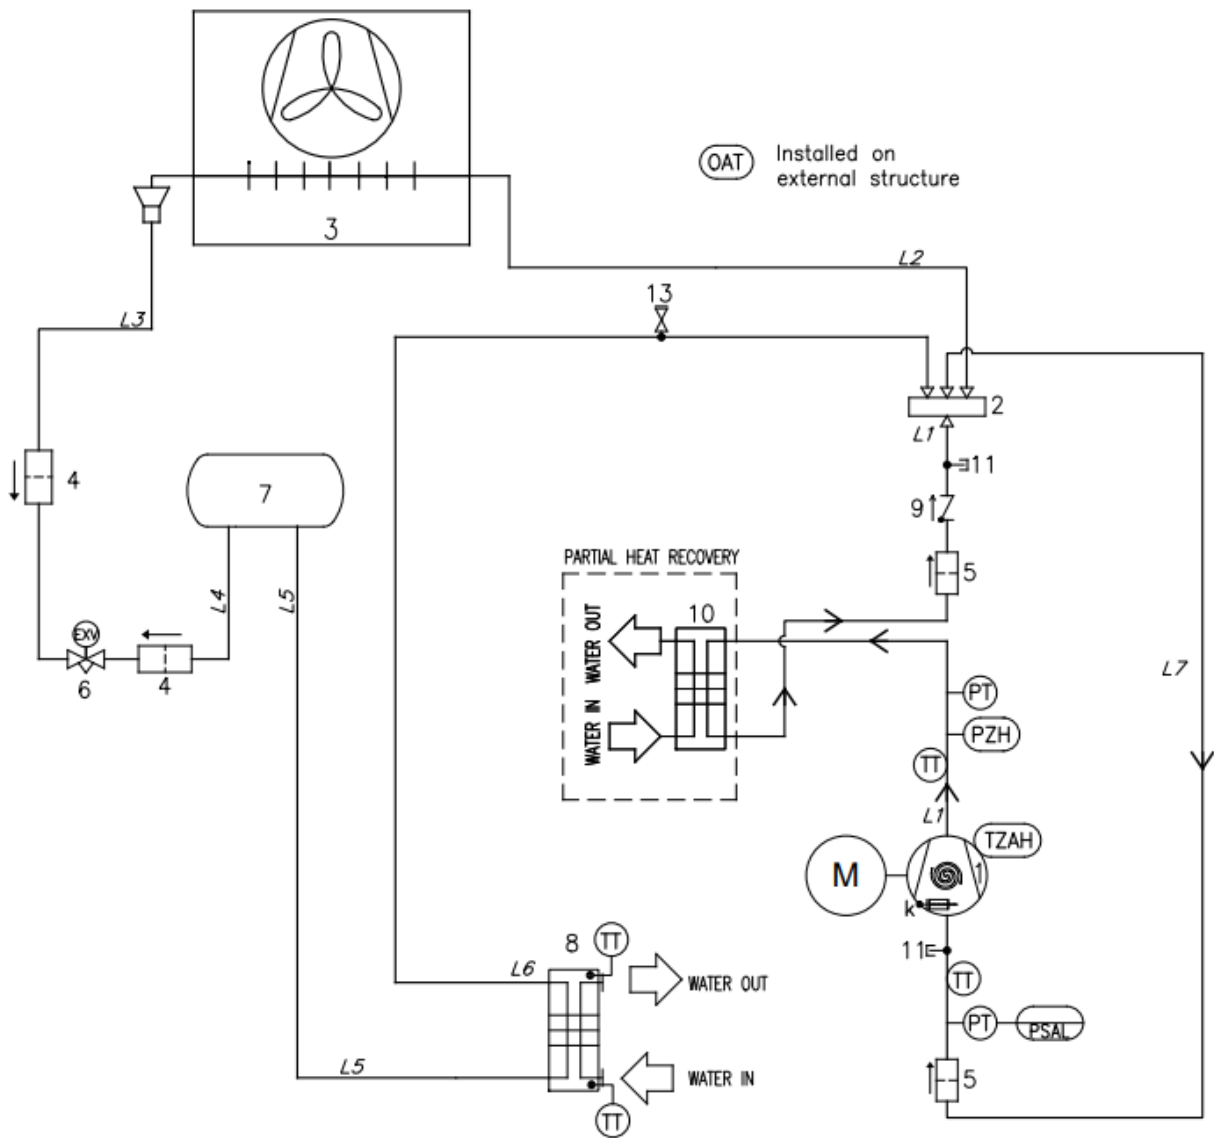 OAT
Installed on
external structure
3
L2
13
L3
2
L1
11
4
7
9
PARTIAL HEAT RECOVERY
5
L4
L5
WATER OUT
10
EXV
6
4
L7
WATER IN
PT
PZH
TT
L1
TZAH
M
1
k
8
TT
11
L6
WATER OUT
TT
PT
PSAL
L5
WATER IN
5
TT